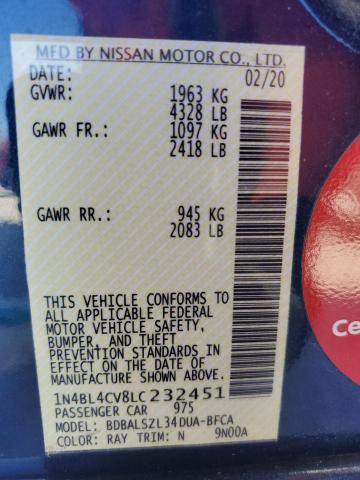 MFD BY NISSAN MOTOR CO., LTD.
DATE: 02/20
GVWR: 1963 KG
4328 LB
GAWR FR.: 1097 KG
2418 LB
GAWR RR.: 945 KG
2083 LB
THIS VEHICLE CONFORMS TO
ALL APPLICABLE FEDERAL
MOTOR VEHICLE SAFETY,
BUMPER, AND THEFT
PREVENTION STANDARDS IN
EFFECT ON THE DATE OF
MANUFACTURE SHOWN ABOVE.
1N4BL4CV8LC232451
PASSENGER CAR 975
MODEL: BDBALSZL34DUA-BFCA
COLOR: RAY TRIM: N 9N00A
Ce